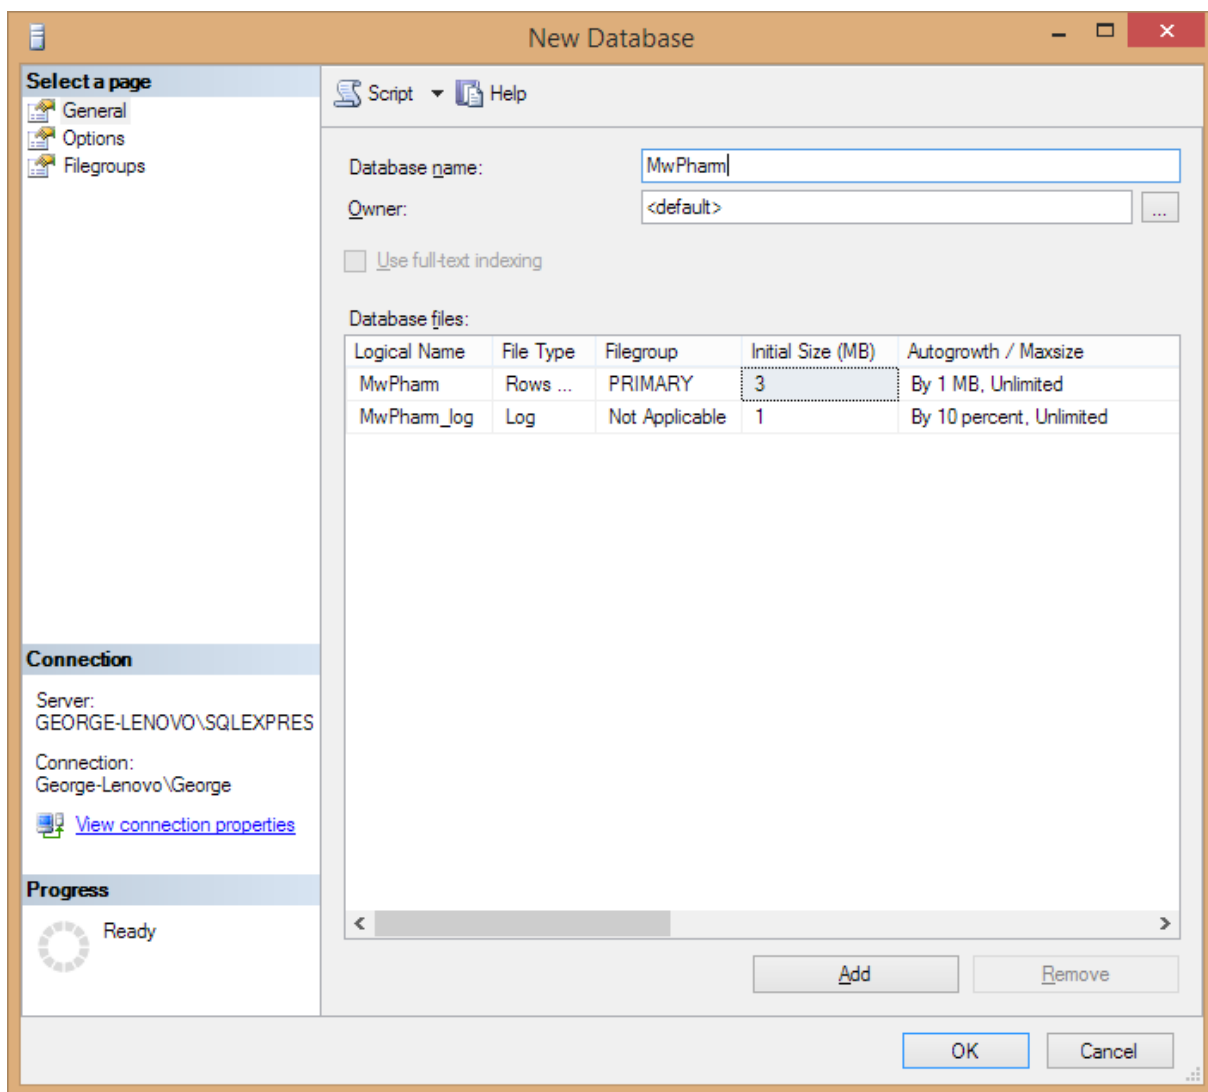 New Database
Select a page
General
Options
Filegroups
Script
Help
Database name:
MwPharm
Owner:
<default>
...
Use full-text indexing
Database files:
Logical Name File Type Filegroup Initial Size (MB) Autogrowth / Maxsize
MwPharm Rows ... PRIMARY 3 By 1 MB, Unlimited
MwPharm_log Log Not Applicable 1 By 10 percent, Unlimited
Connection
Server:
GEORGE-LENOVO\SQLEXPRES
Connection:
George-Lenovo\George
View connection properties
Progress
Ready
Add
Remove
OK
Cancel